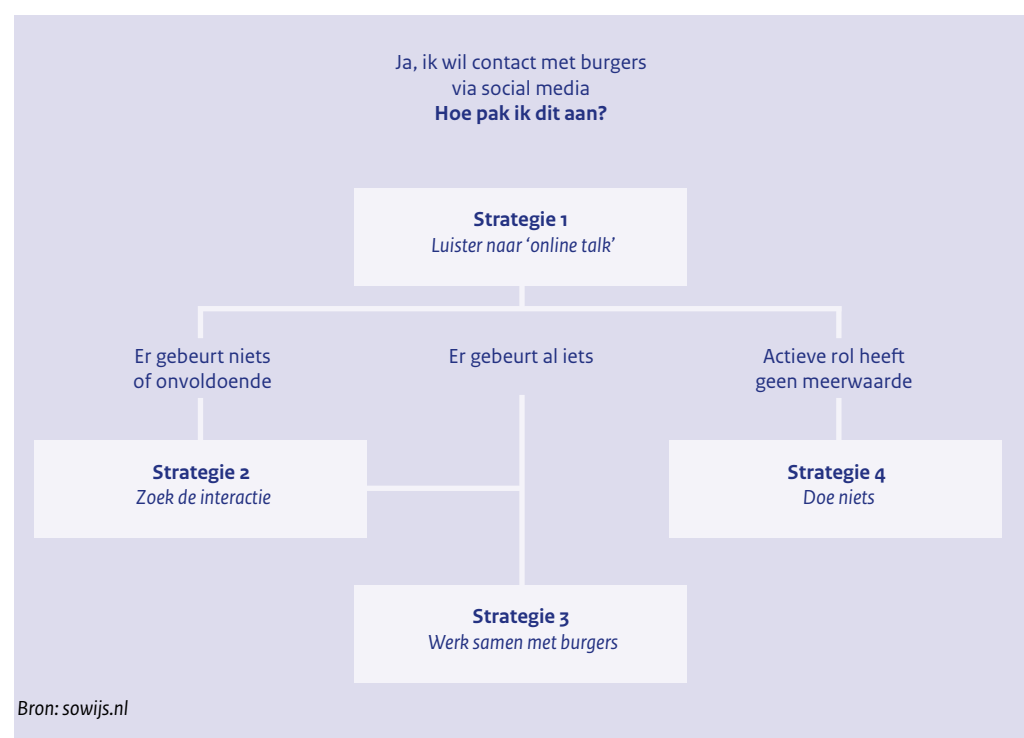 Ja, ik wil contact met burgers
via social media
Hoe pak ik dit aan?
Strategie 1
Luister naar ‘online talk’
Er gebeurt niets
of onvoldoende
Er gebeurt al iets
Actieve rol heeft
geen meerwaarde
Strategie 2
Zoek de interactie
Strategie 4
Doe niets
Strategie 3
Werk samen met burgers
Bron: sowijs.nl